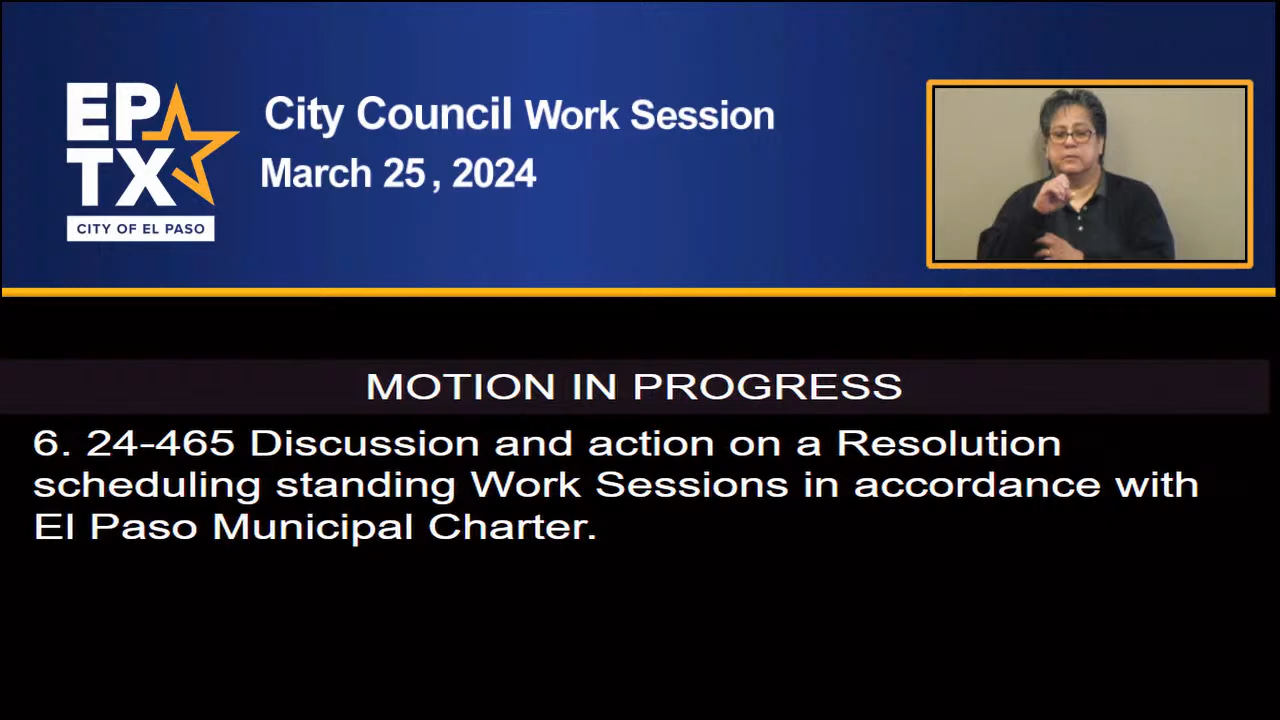 EP
TX
CITY OF EL PASO
City Council Work Session
March 25, 2024
MOTION IN PROGRESS
6. 24-465 Discussion and action on a Resolution
scheduling standing Work Sessions in accordance with
El Paso Municipal Charter.